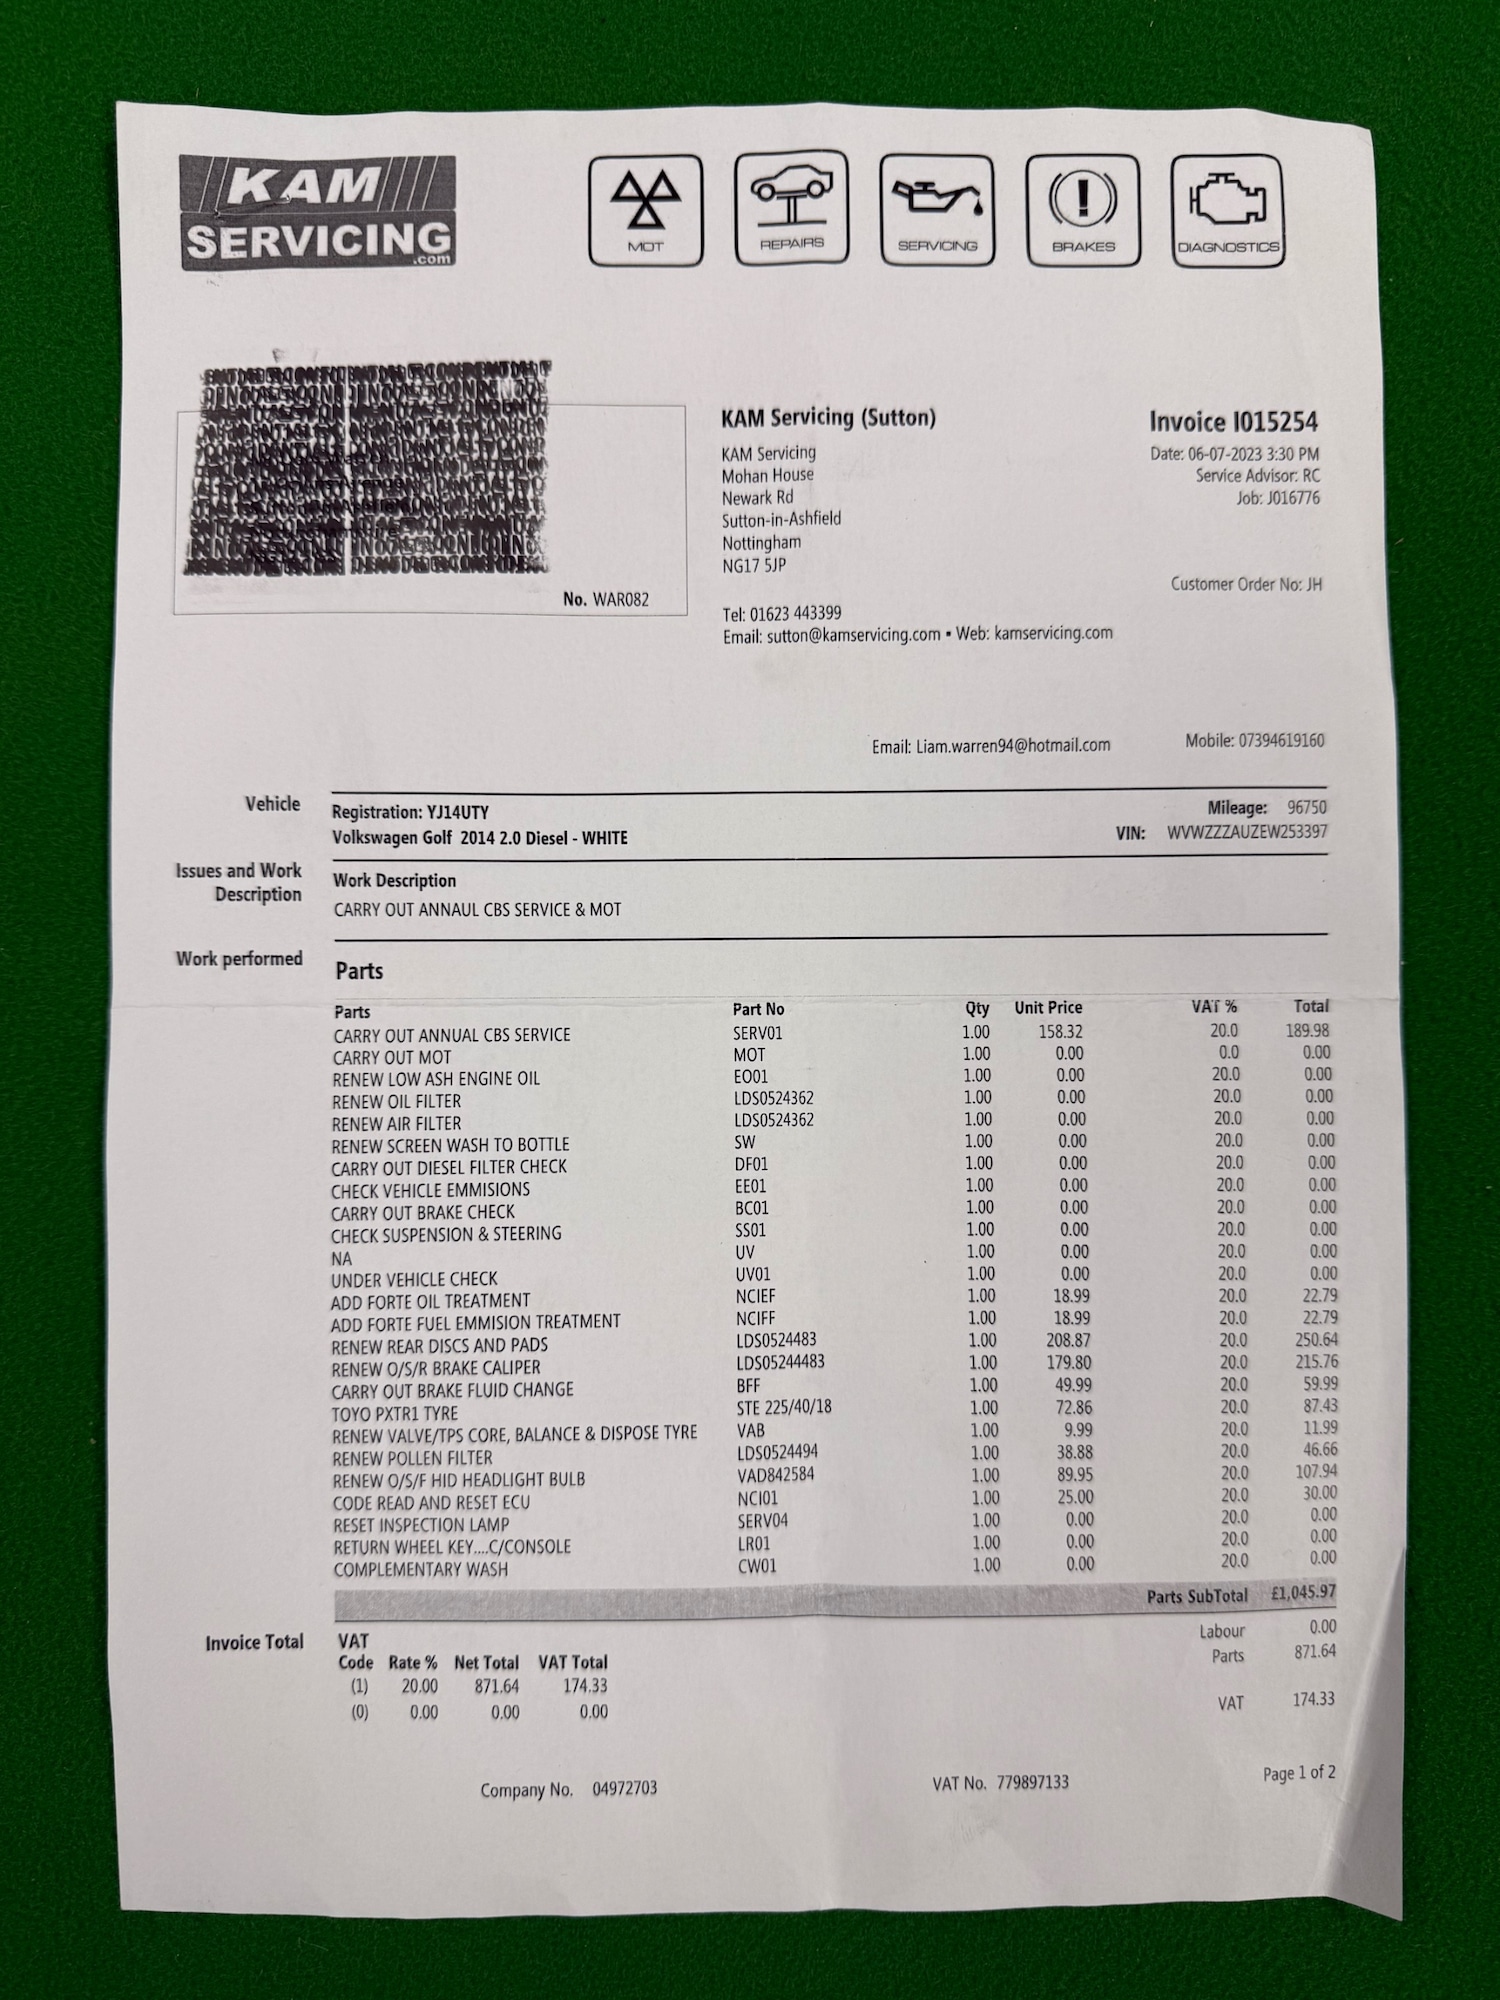 KAM
SERVICING
.com
MOT
REPAIRS
SERVICING
BRAKES
DIAGNOSTICS
No. WAR082
KAM Servicing (Sutton)
KAM Servicing
Mohan House
Newark Rd
Sutton-in-Ashfield
Nottingham
NG17 5JP
Tel: 01623 443399
Email: sutton@kamservicing.com • Web: kamservicing.com
Invoice I015254
Date: 06-07-2023 3:30 PM
Service Advisor: RC
Job: J016776
Customer Order No: JH
Email: Liam.warren94@hotmail.com Mobile: 07394619160
Vehicle
Registration: YJ14UTY Mileage: 96750
Volkswagen Golf 2014 2.0 Diesel - WHITE VIN: WVWZZZAUZEW253397
Issues and Work
Description
Work Description
CARRY OUT ANNAUL CBS SERVICE & MOT
Work performed
Parts
Parts Part No Qty Unit Price VAT % Total
CARRY OUT ANNUAL CBS SERVICE SERV01 1.00 158.32 20.0 189.98
CARRY OUT MOT MOT 1.00 0.00 0.0 0.00
RENEW LOW ASH ENGINE OIL EO01 1.00 0.00 20.0 0.00
RENEW OIL FILTER LDS0524362 1.00 0.00 20.0 0.00
RENEW AIR FILTER LDS0524362 1.00 0.00 20.0 0.00
RENEW SCREEN WASH TO BOTTLE SW 1.00 0.00 20.0 0.00
CARRY OUT DIESEL FILTER CHECK DF01 1.00 0.00 20.0 0.00
CHECK VEHICLE EMMISIONS EE01 1.00 0.00 20.0 0.00
CARRY OUT BRAKE CHECK BC01 1.00 0.00 20.0 0.00
CHECK SUSPENSION & STEERING SS01 1.00 0.00 20.0 0.00
NA UV 1.00 0.00 20.0 0.00
UNDER VEHICLE CHECK UV01 1.00 0.00 20.0 0.00
ADD FORTE OIL TREATMENT NCIEF 1.00 18.99 20.0 22.79
ADD FORTE FUEL EMMISION TREATMENT NCIFF 1.00 18.99 20.0 22.79
RENEW REAR DISCS AND PADS LDS0524483 1.00 208.87 20.0 250.64
RENEW O/S/R BRAKE CALIPER LDS05244483 1.00 179.80 20.0 215.76
CARRY OUT BRAKE FLUID CHANGE BFF 1.00 49.99 20.0 59.99
TOYO PXTR1 TYRE STE 225/40/18 1.00 72.86 20.0 87.43
RENEW VALVE/TPS CORE, BALANCE & DISPOSE TYRE VAB 1.00 9.99 20.0 11.99
RENEW POLLEN FILTER LDS0524494 1.00 38.88 20.0 46.66
RENEW O/S/F HID HEADLIGHT BULB VAD842584 1.00 89.95 20.0 107.94
CODE READ AND RESET ECU NCI01 1.00 25.00 20.0 30.00
RESET INSPECTION LAMP SERV04 1.00 0.00 20.0 0.00
RETURN WHEEL KEY....C/CONSOLE LR01 1.00 0.00 20.0 0.00
COMPLEMENTARY WASH CW01 1.00 0.00 20.0 0.00
Parts SubTotal £1,045.97
Invoice Total
VAT
Code Rate % Net Total VAT Total
(1) 20.00 871.64 174.33
(0) 0.00 0.00 0.00
Labour 0.00
Parts 871.64
VAT 174.33
Company No. 04972703 VAT No. 779897133 Page 1 of 2